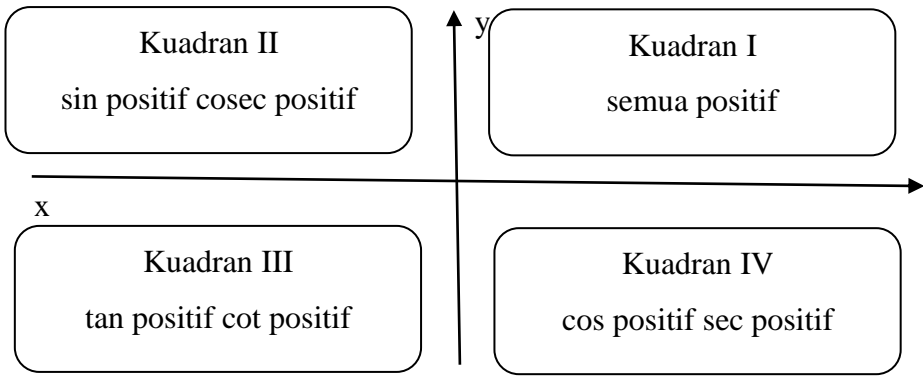 Kuadran II
sin positif cosec positif
y
Kuadran I
semua positif
x
Kuadran III
tan positif cot positif
Kuadran IV
cos positif sec positif